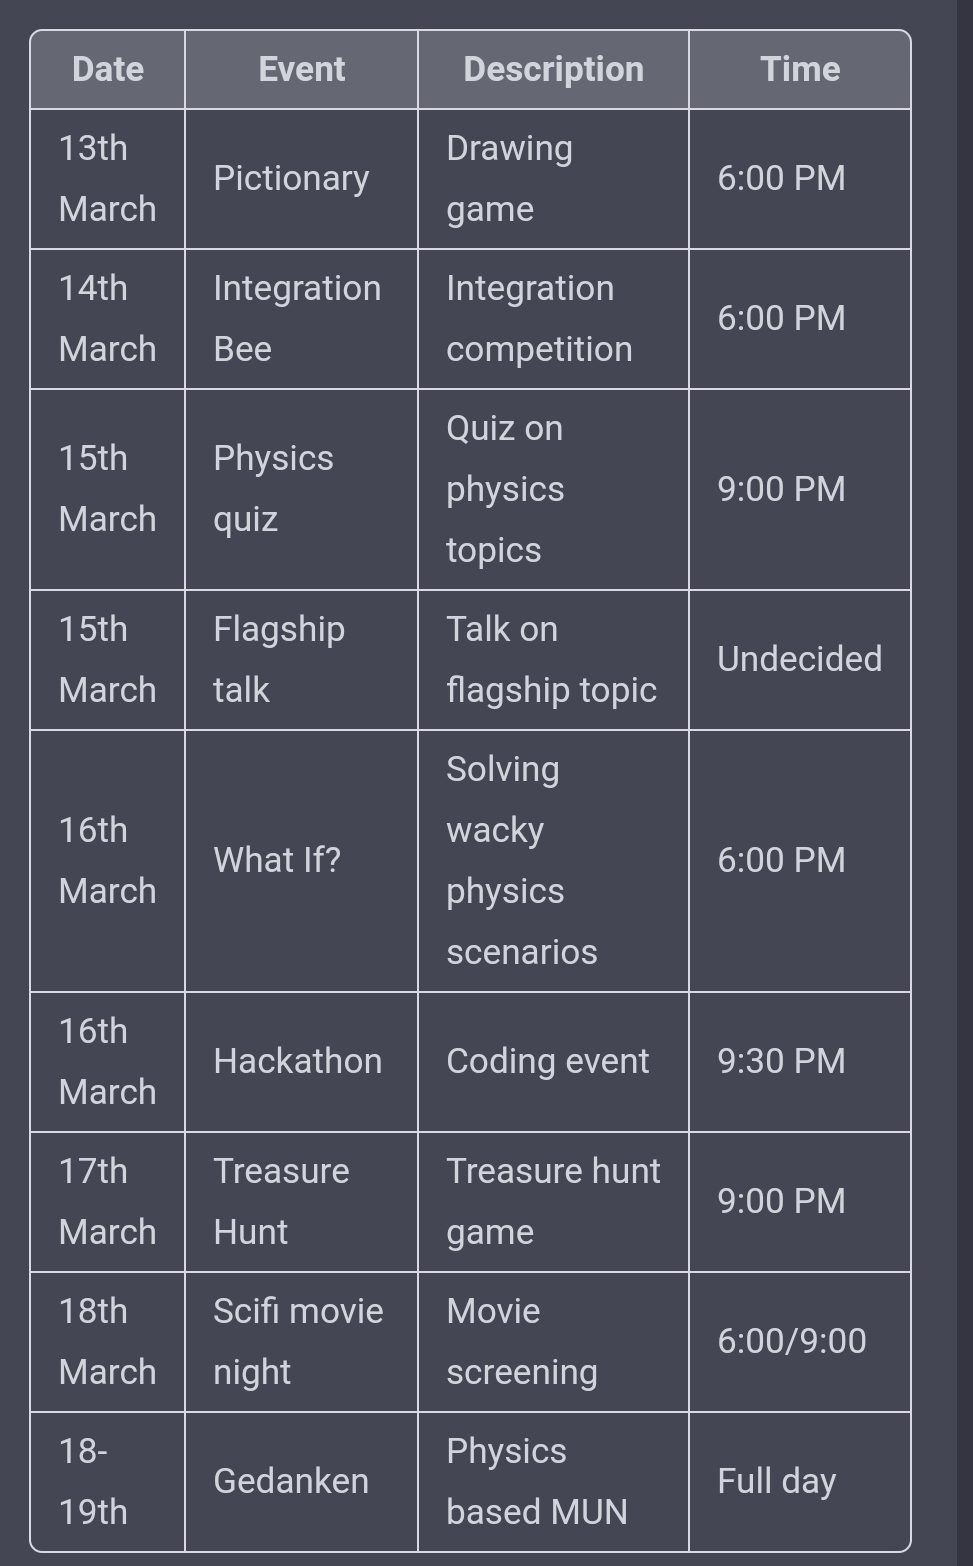 Date Event Description Time
13th March Pictionary Drawing game 6:00 PM
14th March Integration Bee Integration competition 6:00 PM
15th March Physics quiz Quiz on physics topics 9:00 PM
15th March Flagship talk Talk on flagship topic Undecided
16th March What If? Solving wacky physics scenarios 6:00 PM
16th March Hackathon Coding event 9:30 PM
17th March Treasure Hunt Treasure hunt game 9:00 PM
18th March Scifi movie night Movie screening 6:00/9:00
18-19th Gedanken Physics based MUN Full day